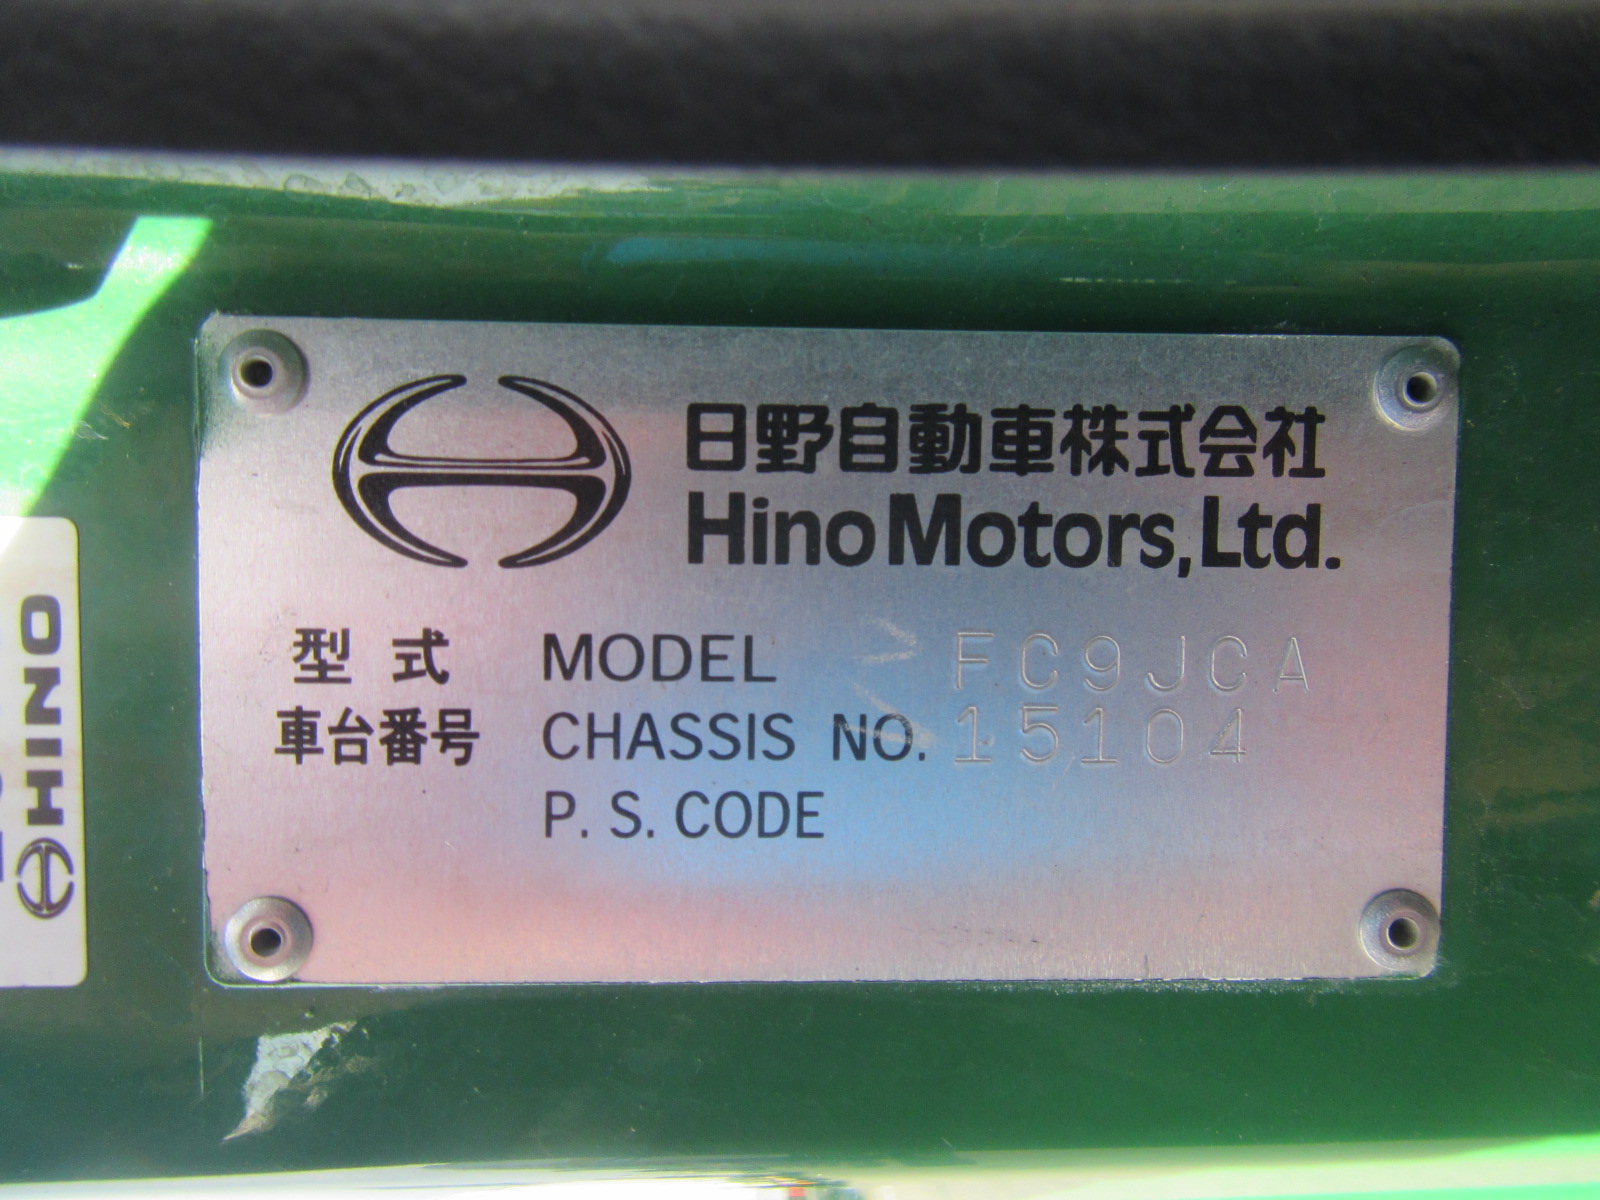 日野自動車株式会社
Hino Motors, Ltd.
型式 MODEL FC9JCA
車台番号 CHASSIS NO. 15104
P. S. CODE
HINO